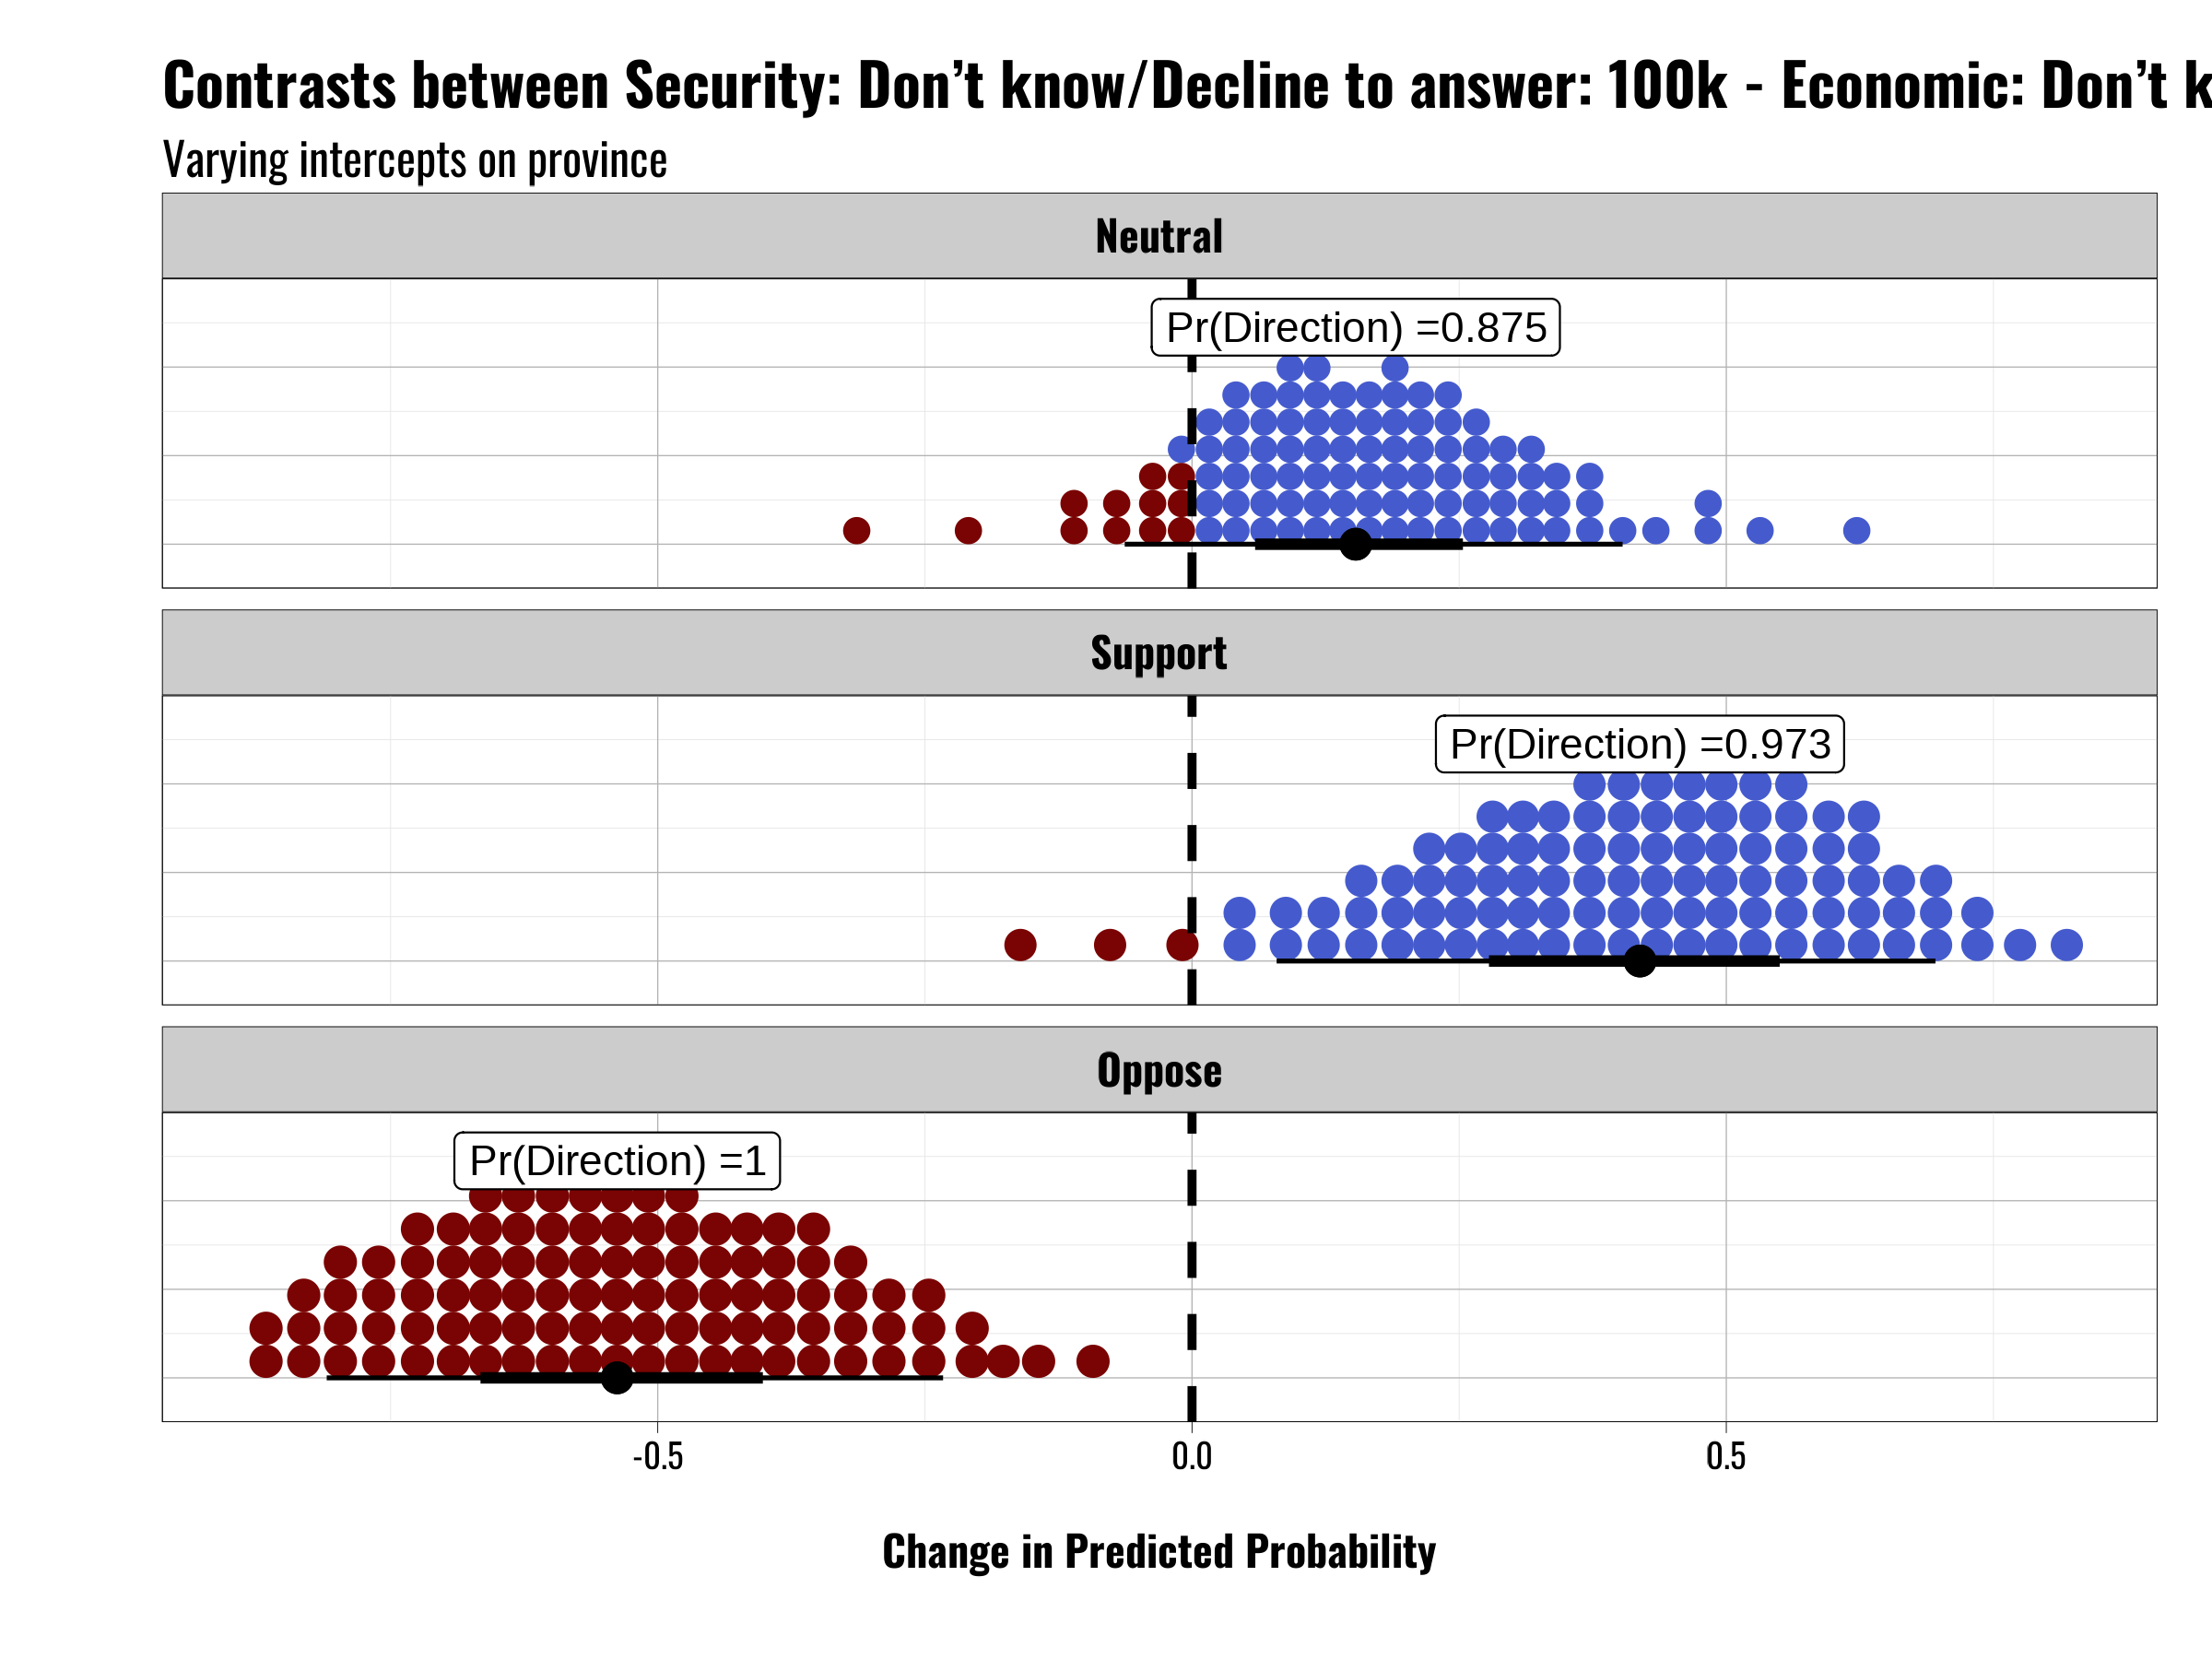 Contrasts between Security: Don’t know/Decline to answer: 100k - Economic: Don’t
Varying intercepts on province
Neutral
Pr(Direction) =0.875
Support
Pr(Direction) =0.973
Oppose
Pr(Direction) =1
-0.5 0.0 0.5
Change in Predicted Probability